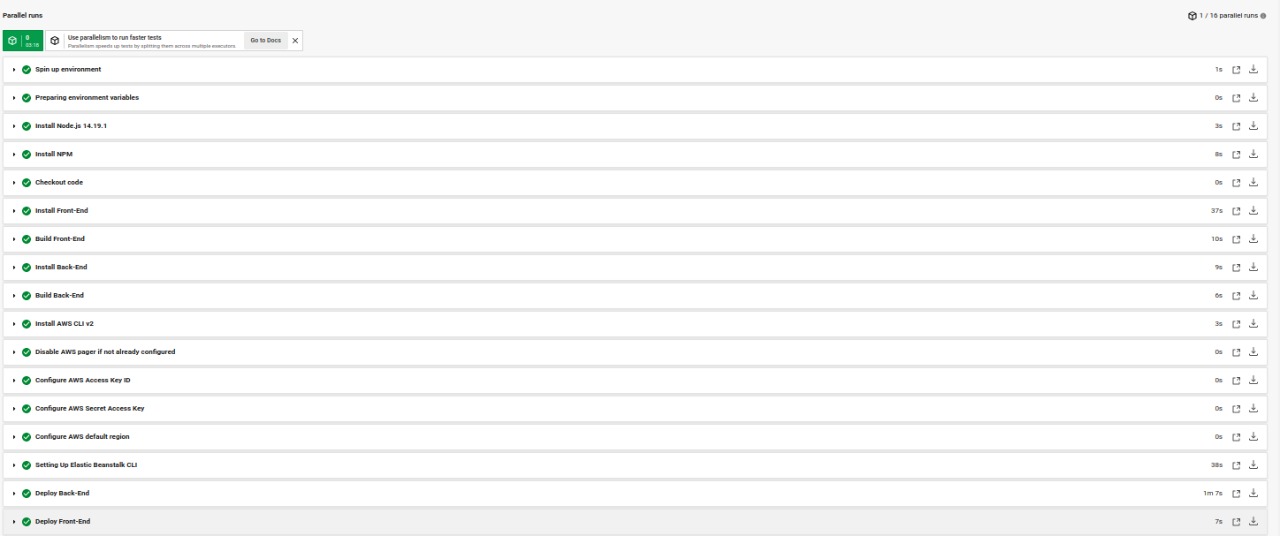 Parallel runs
1 / 16 parallel runs
0
03:18
Use parallelism to run faster tests
Parallelism speeds up tests by splitting them across multiple executors.
Go to Docs
Spin up environment 1s
Preparing environment variables 0s
Install Node.js 14.19.1 3s
Install NPM 8s
Checkout code 0s
Install Front-End 37s
Build Front-End 10s
Install Back-End 9s
Build Back-End 6s
Install AWS CLI v2 3s
Disable AWS pager if not already configured 0s
Configure AWS Access Key ID 0s
Configure AWS Secret Access Key 0s
Configure AWS default region 0s
Setting Up Elastic Beanstalk CLI 38s
Deploy Back-End 1m 7s
Deploy Front-End 7s